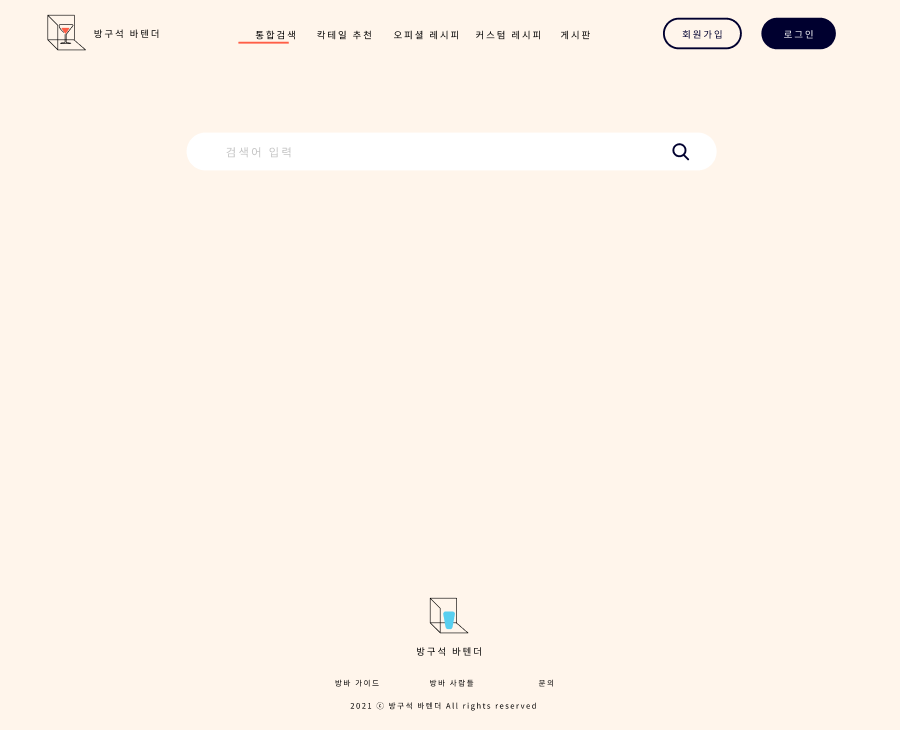 방구석 바텐더 통합검색 칵테일 추천 오피셜 레시피 커스텀 레시피 게시판 회원가입 로그인
검색어 입력
방구석 바텐더
방바 가이드 방바 사람들 문의
2021 ⓒ 방구석 바텐더 All rights reserved